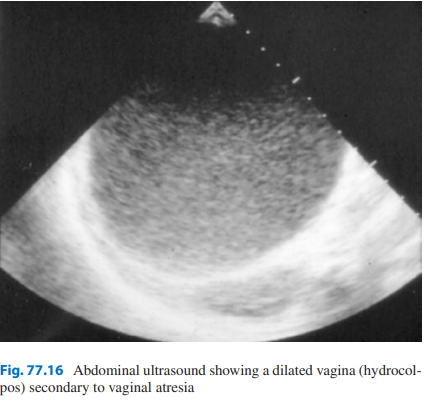 Fig. 77.16 Abdominal ultrasound showing a dilated vagina (hydrocol-
pos) secondary to vaginal atresia